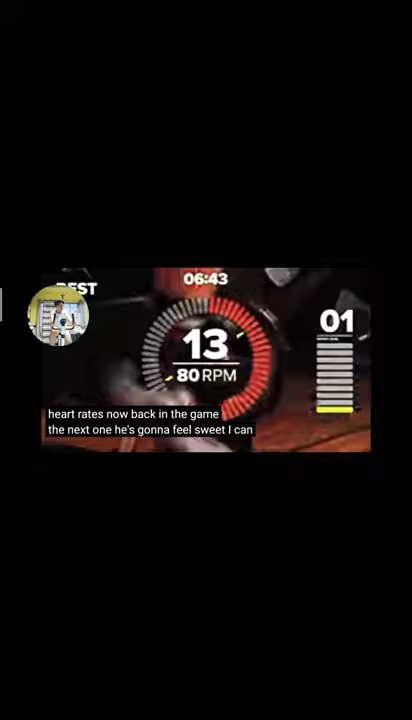 06:43
REST
01
13
80 RPM
heart rates now back in the game
the next one he's gonna feel sweet I can